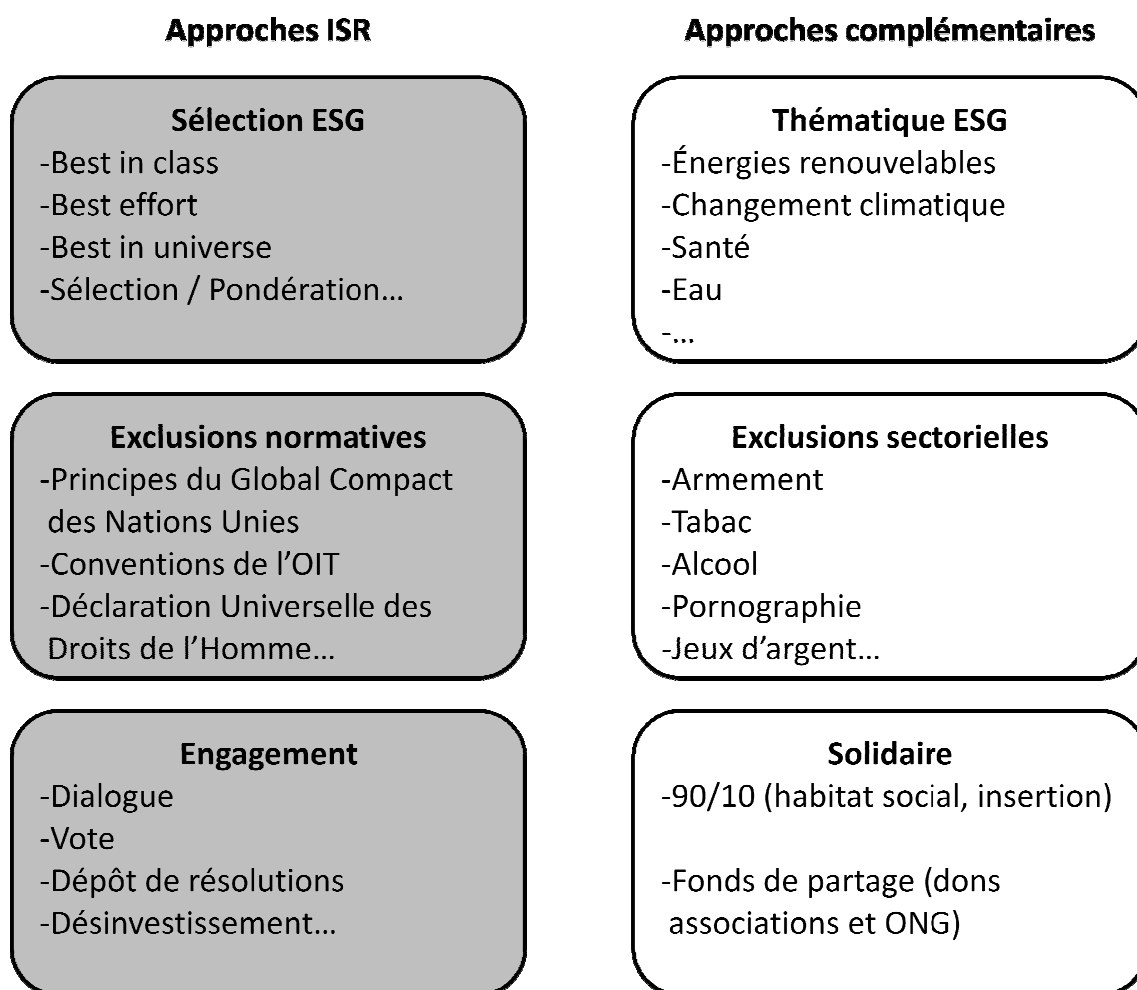 Approches ISR
Sélection ESG
-Best in class
-Best effort
-Best in universe
-Sélection / Pondération…
Exclusions normatives
-Principes du Global Compact
des Nations Unies
-Conventions de l’OIT
-Déclaration Universelle des
Droits de l’Homme…
Engagement
-Dialogue
-Vote
-Dépôt de résolutions
-Désinvestissement…
Approches complémentaires
Thématique ESG
-Énergies renouvelables
-Changement climatique
-Santé
-Eau
-…
Exclusions sectorielles
-Armement
-Tabac
-Alcool
-Pornographie
-Jeux d’argent…
Solidaire
-90/10 (habitat social, insertion)
-Fonds de partage (dons
associations et ONG)